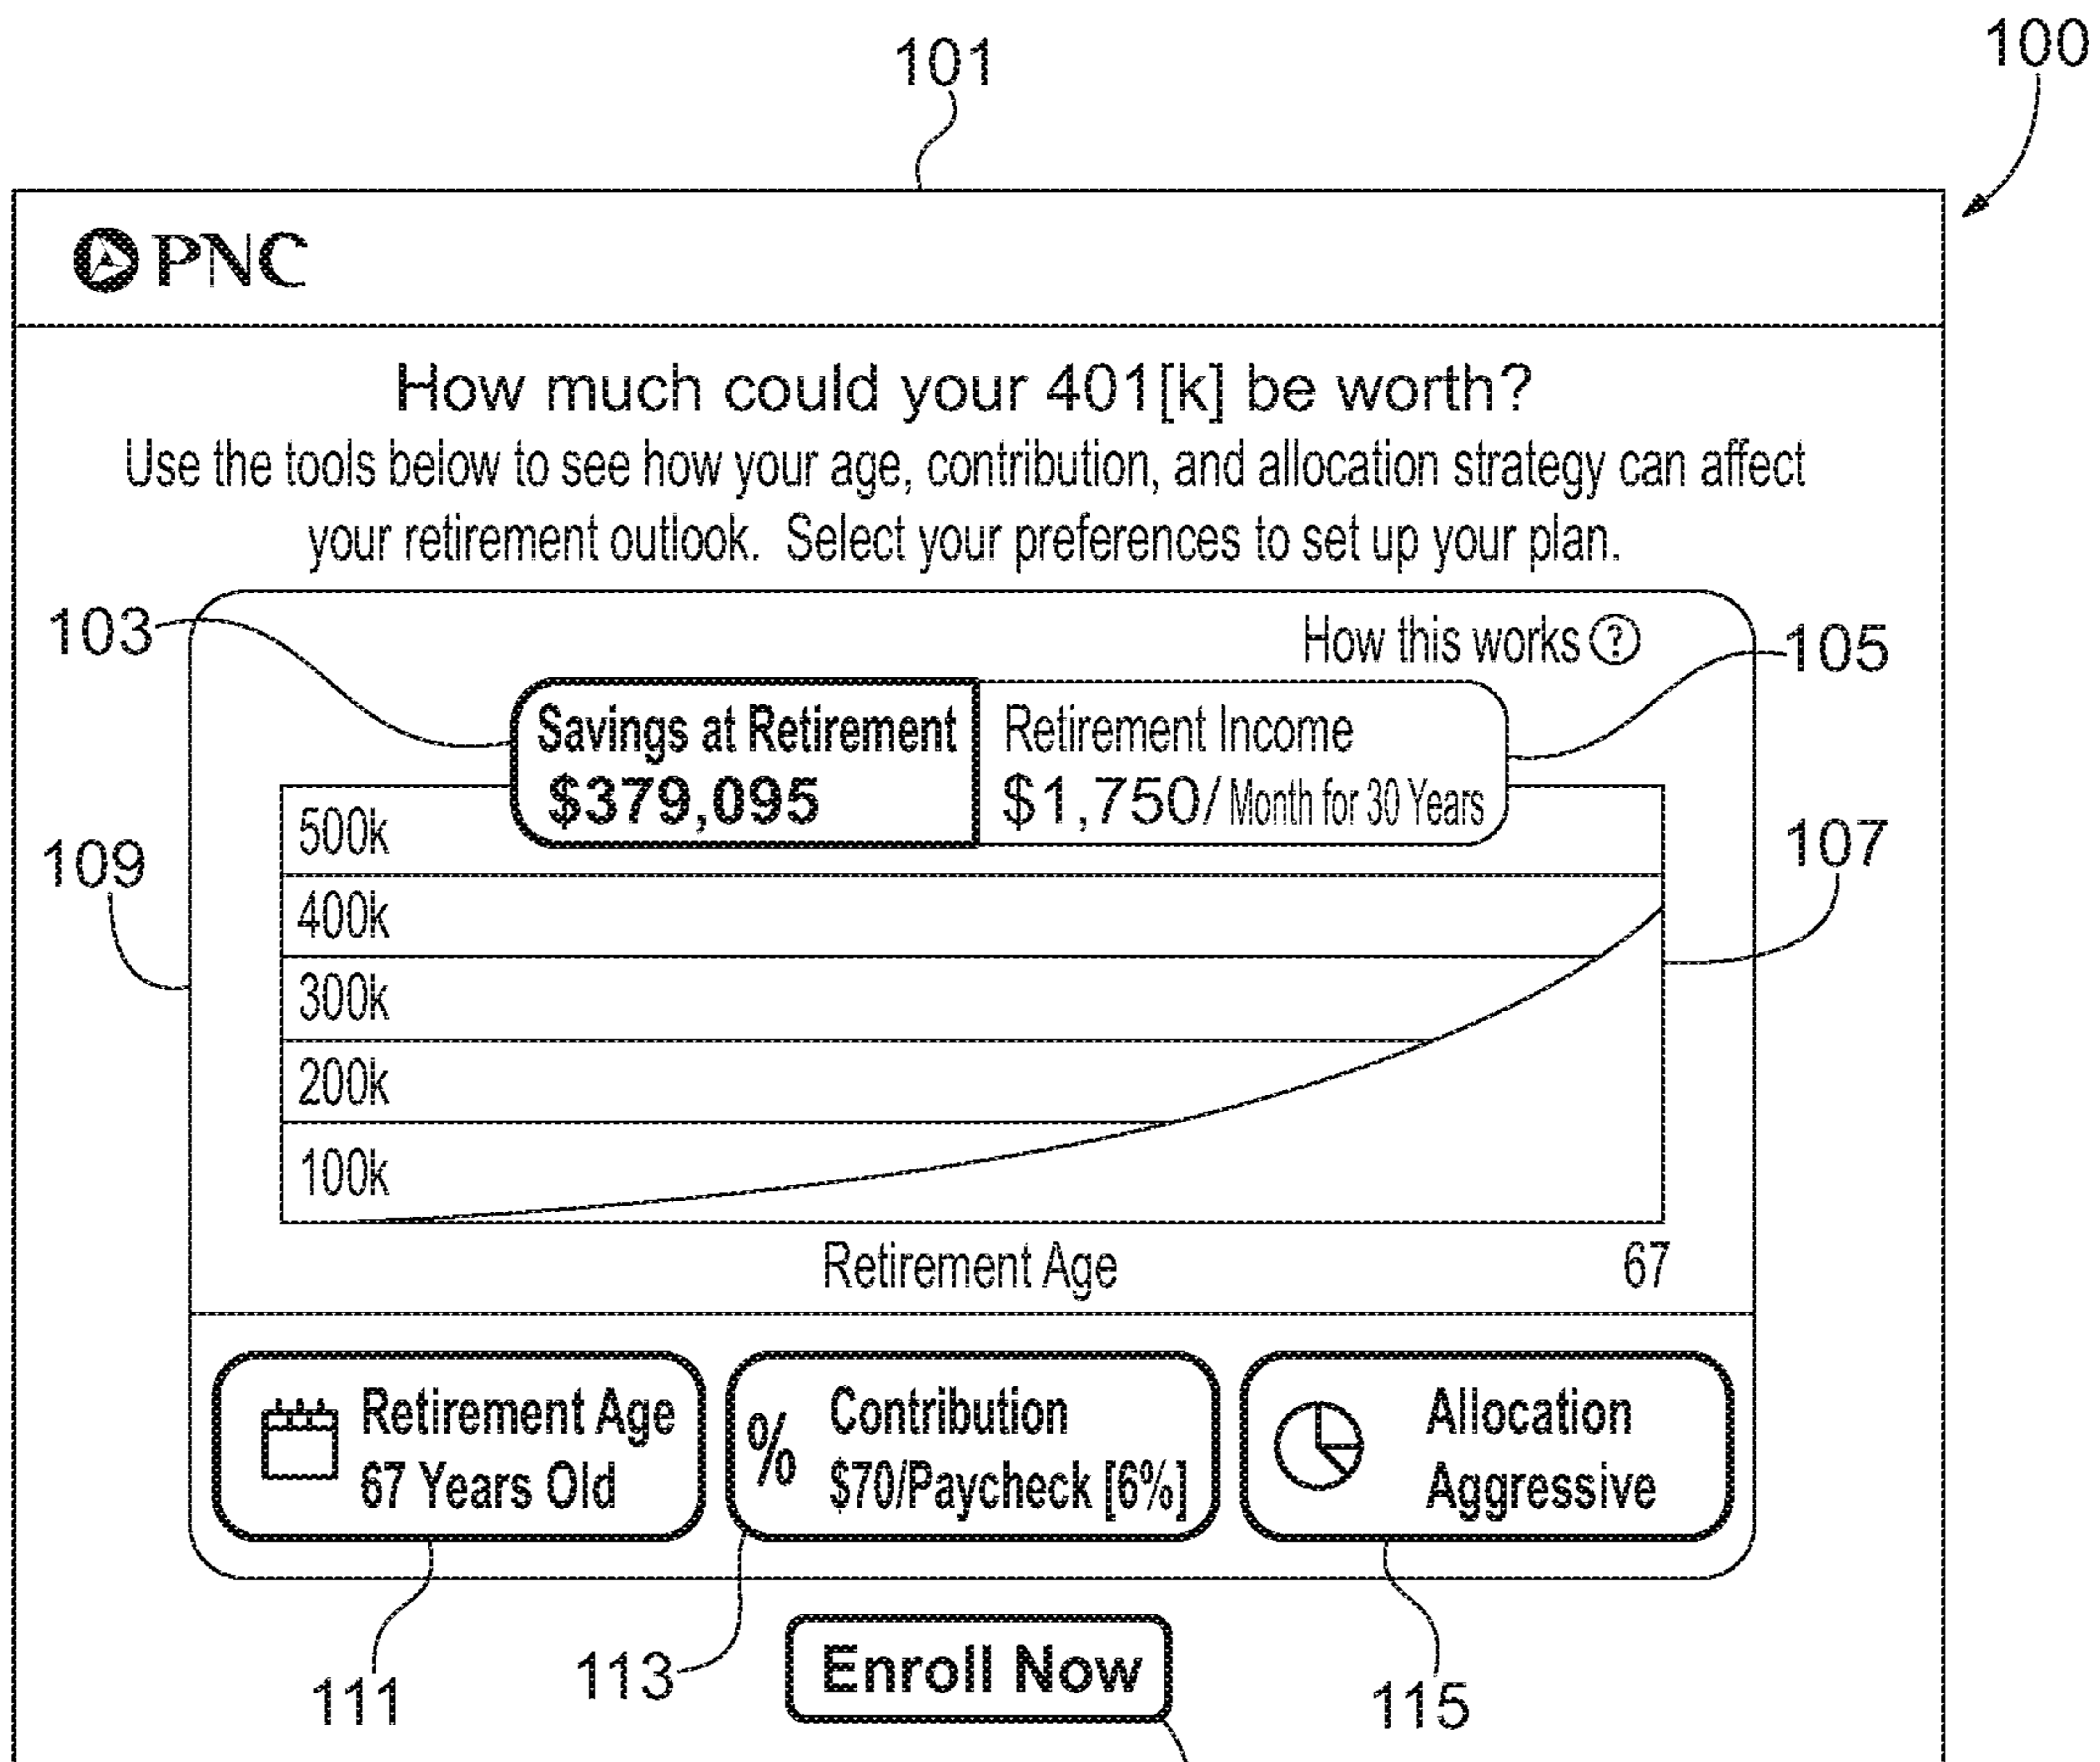 101
100
PNC
How much could your 401[k] be worth?
Use the tools below to see how your age, contribution, and allocation strategy can affect
your retirement outlook. Select your preferences to set up your plan.
103
How this works ?
105
Savings at Retirement
$379,095
Retirement Income
$1,750/ Month for 30 Years
109
107
500k
400k
300k
200k
100k
Retirement Age
67
Retirement Age
67 Years Old
%
Contribution
$70/Paycheck [6%]
Allocation
Aggressive
111
113
Enroll Now
115